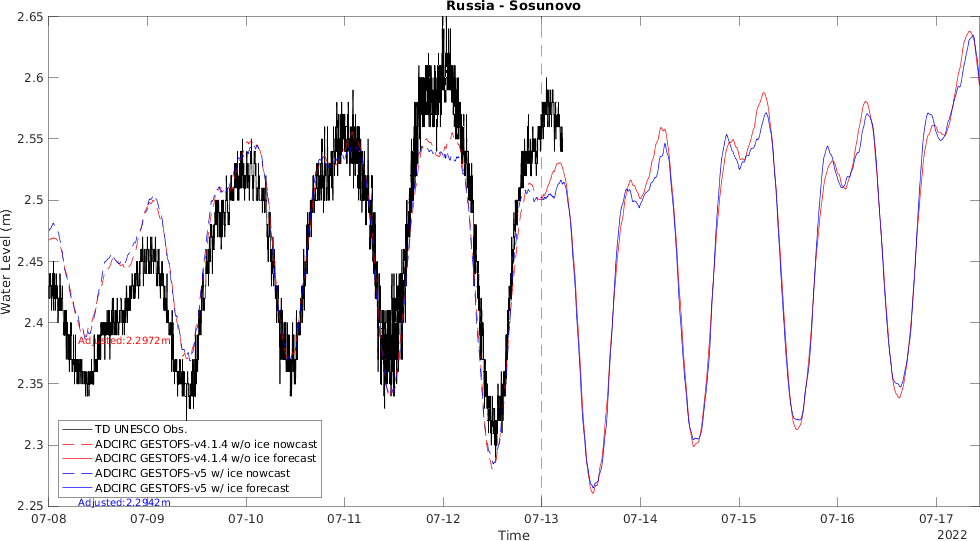 Russia - Sosunovo
2.65
2.6
2.55
2.5
2.45
2.4
2.35
2.3
2.25
Water Level (m)
Adjusted:2.2972m
TD UNESCO Obs.
ADCIRC GESTOFS-v4.1.4 w/o ice nowcast
ADCIRC GESTOFS-v4.1.4 w/o ice forecast
ADCIRC GESTOFS-v5 w/ ice nowcast
ADCIRC GESTOFS-v5 w/ ice forecast
Adjusted:2.2942m
07-08 07-09 07-10 07-11 07-12 07-13 07-14 07-15 07-16 07-17
Time
2022